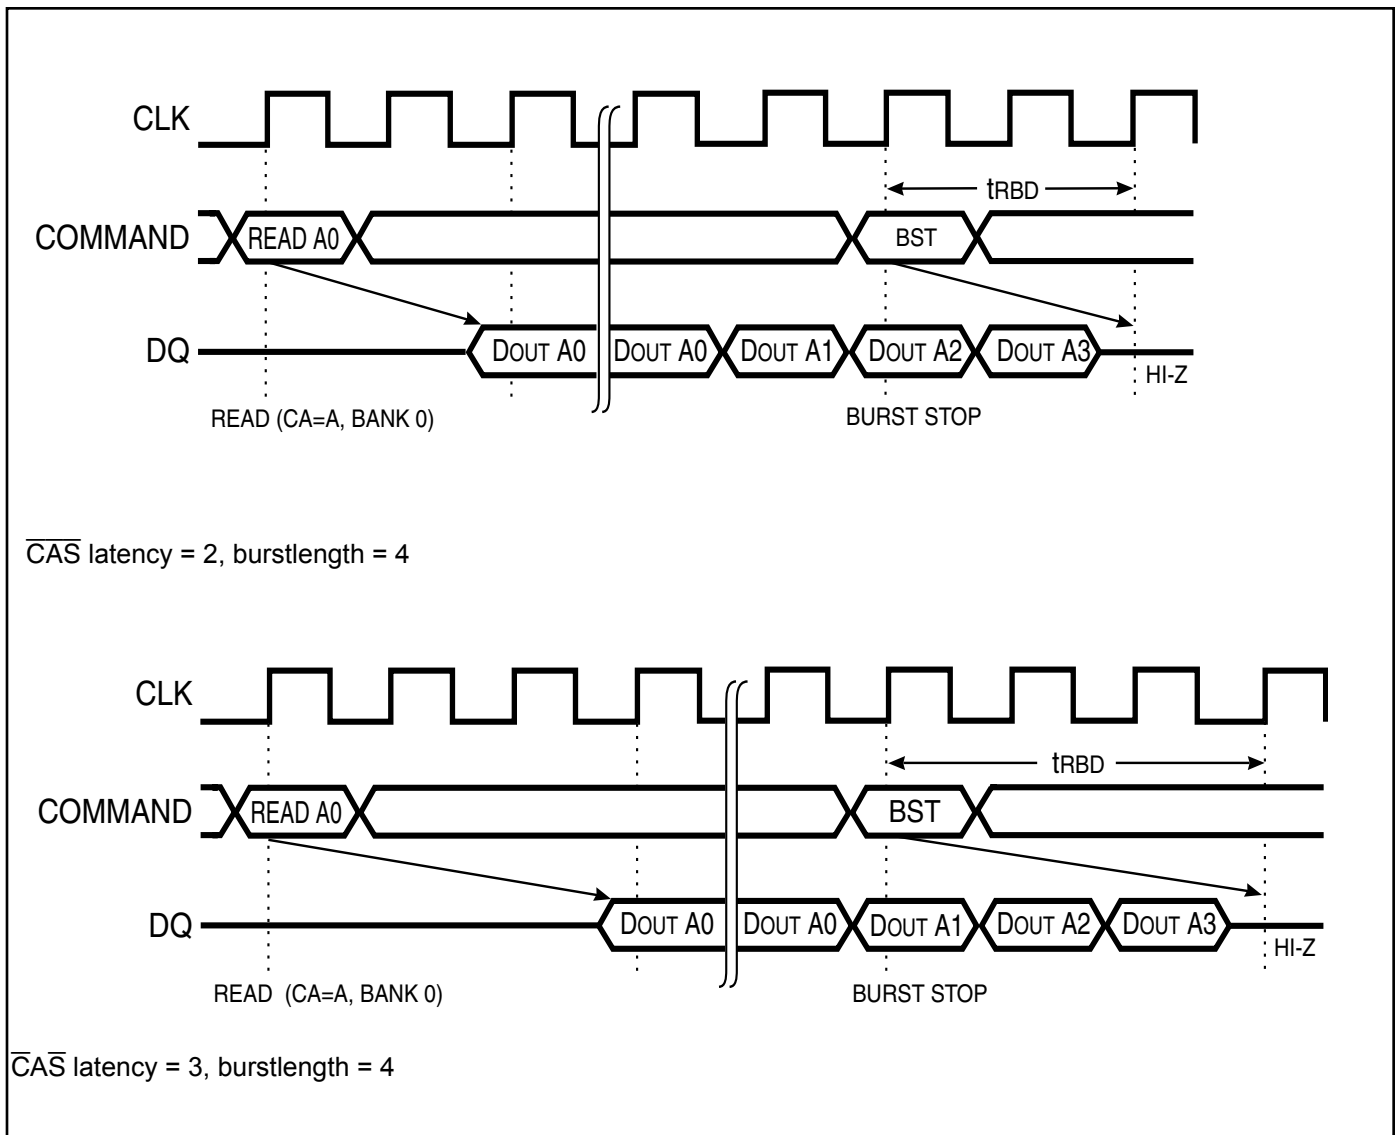 CLK
tRBD
COMMAND READ A0 BST
DQ DOUT A0 DOUT A0 DOUT A1 DOUT A2 DOUT A3
HI-Z
READ (CA=A, BANK 0) BURST STOP
C̅A̅S̅ latency = 2, burstlength = 4
CLK
tRBD
COMMAND READ A0 BST
DQ DOUT A0 DOUT A0 DOUT A1 DOUT A2 DOUT A3
HI-Z
READ (CA=A, BANK 0) BURST STOP
C̅AS̅ latency = 3, burstlength = 4